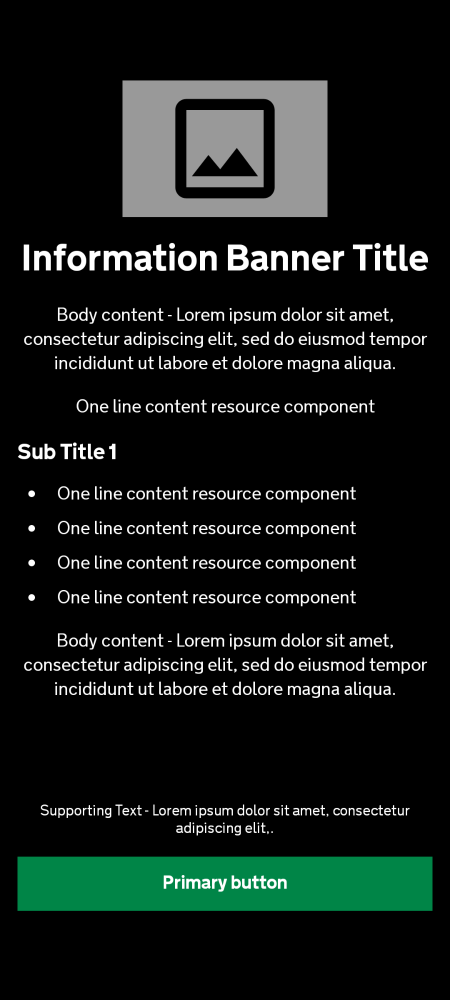 Information Banner Title
Body content - Lorem ipsum dolor sit amet,
consectetur adipiscing elit, sed do eiusmod tempor
incididunt ut labore et dolore magna aliqua.
One line content resource component
Sub Title 1
• One line content resource component
• One line content resource component
• One line content resource component
• One line content resource component
Body content - Lorem ipsum dolor sit amet,
consectetur adipiscing elit, sed do eiusmod tempor
incididunt ut labore et dolore magna aliqua.
Supporting Text - Lorem ipsum dolor sit amet, consectetur
adipiscing elit,.
Primary button